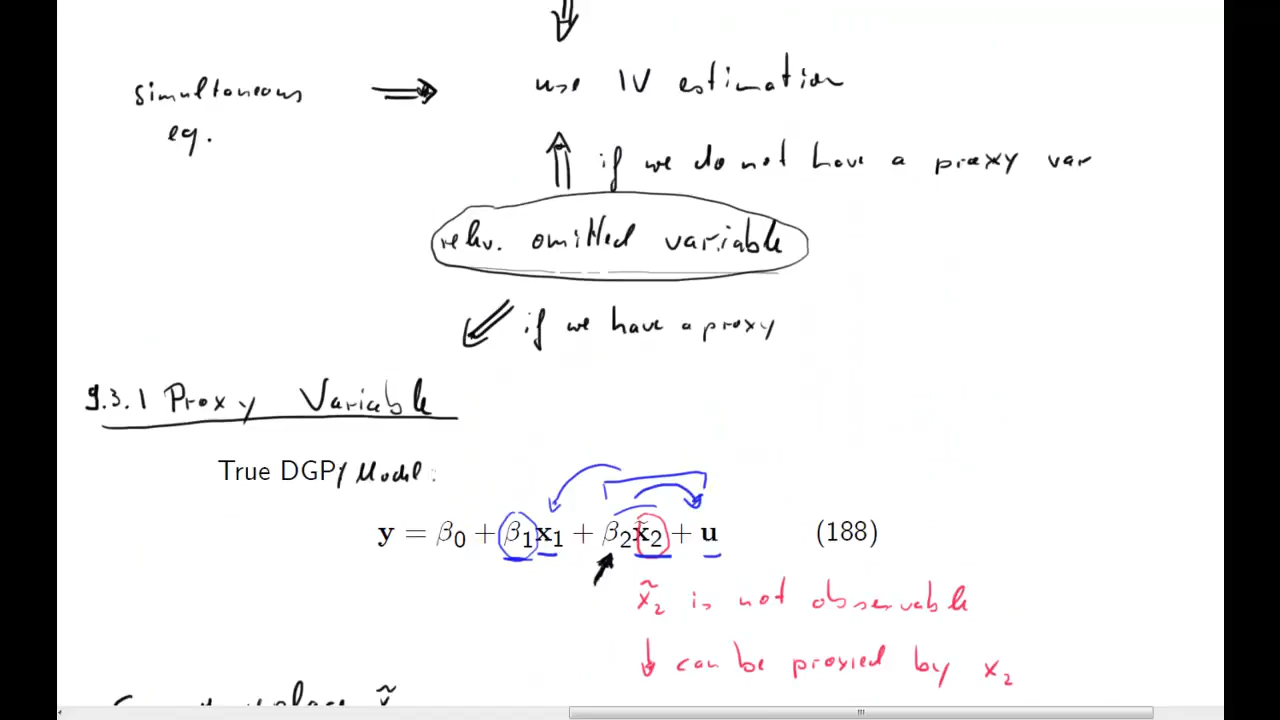 simultaneous ⇒ use IV estimation
eq.
⇑ if we do not have a proxy var
relev. omitted variable
⇙ if we have a proxy
9.3.1 Proxy Variable
True DGP/ Model:
y = β0 + β1x1 + β2x̃2 + u (188)
x̃2 is not observable
↓ can be proxied by x2